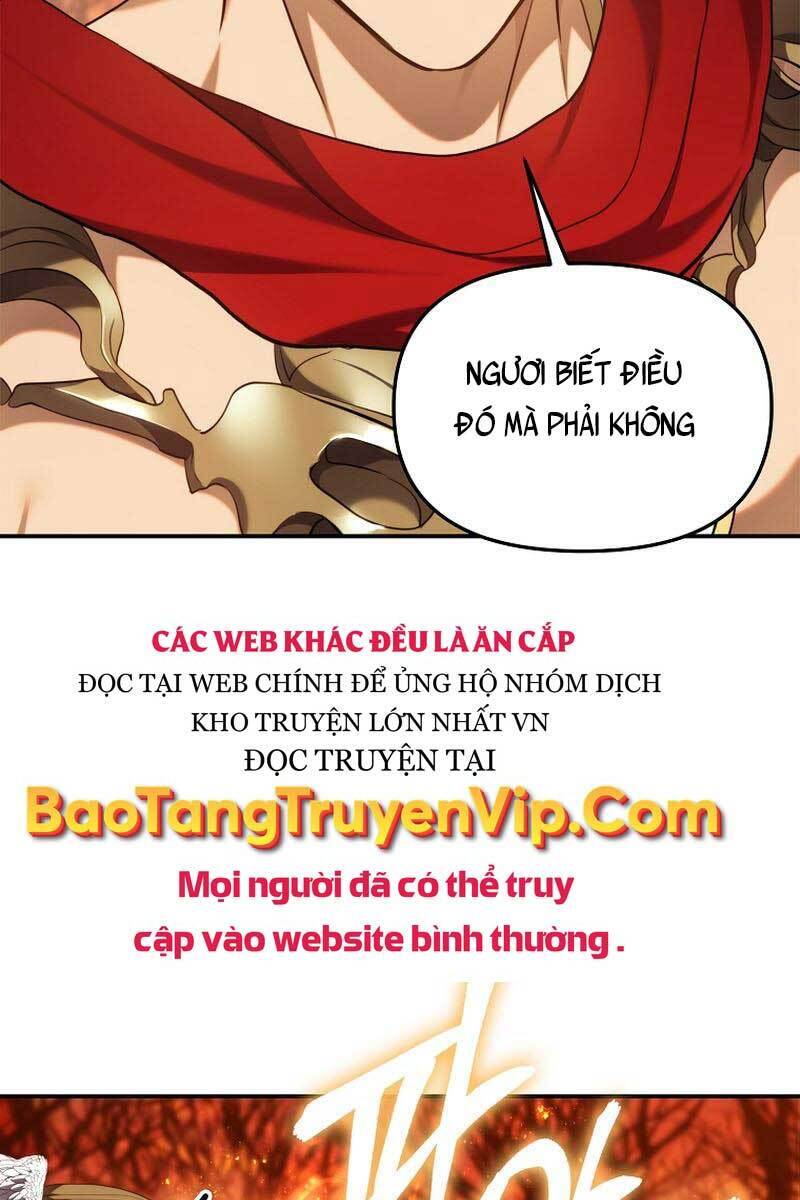 NGƯƠI BIẾT ĐIỀU
ĐÓ MÀ PHẢI KHÔNG
CÁC WEB KHÁC ĐỀU LÀ ĂN CẮP
ĐỌC TẠI WEB CHÍNH ĐỂ ỦNG HỘ NHÓM DỊCH
KHO TRUYỆN LỚN NHẤT VN
ĐỌC TRUYỆN TẠI
BaoTangTruyenVip.Com
Mọi người đã có thể truy
cập vào website bình thường .